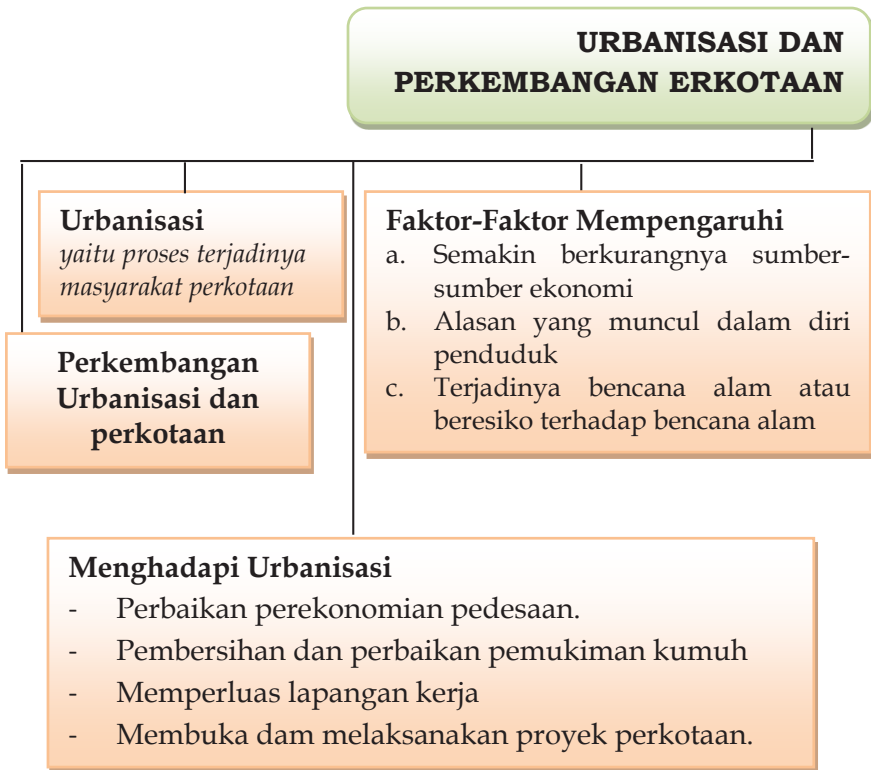 URBANISASI DAN
PERKEMBANGAN ERKOTAAN
Urbanisasi
yaitu proses terjadinya
masyarakat perkotaan
Faktor-Faktor Mempengaruhi
a. Semakin berkurangnya sumber-
sumber ekonomi
b. Alasan yang muncul dalam diri
penduduk
c. Terjadinya bencana alam atau
beresiko terhadap bencana alam
Perkembangan
Urbanisasi dan
perkotaan
Menghadapi Urbanisasi
- Perbaikan perekonomian pedesaan.
- Pembersihan dan perbaikan pemukiman kumuh
- Memperluas lapangan kerja
- Membuka dam melaksanakan proyek perkotaan.